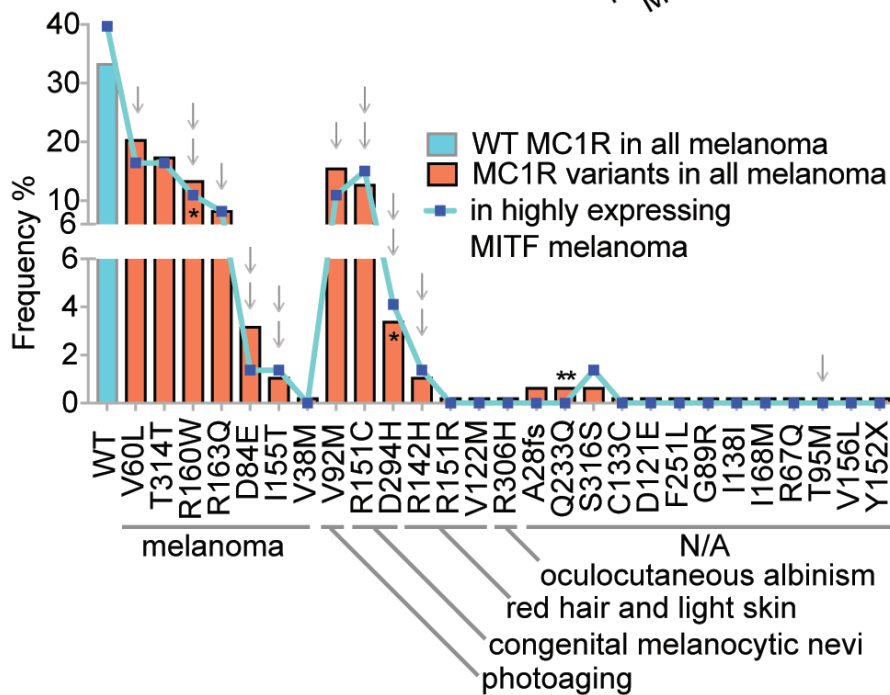 40
30
20
10
6
6
4
2
0
Frequency %
WT MC1R in all melanoma
MC1R variants in all melanoma
in highly expressing
MITF melanoma
*
*
**
WT
V60L
T314T
R160W
R163Q
D84E
I155T
V38M
V92M
R151C
D294H
R142H
R151R
V122M
R306H
A28fs
Q233Q
S316S
C133C
D121E
F251L
G89R
I138I
I168M
R67Q
T95M
V156L
Y152X
melanoma
N/A
oculocutaneous albinism
red hair and light skin
congenital melanocytic nevi
photoaging